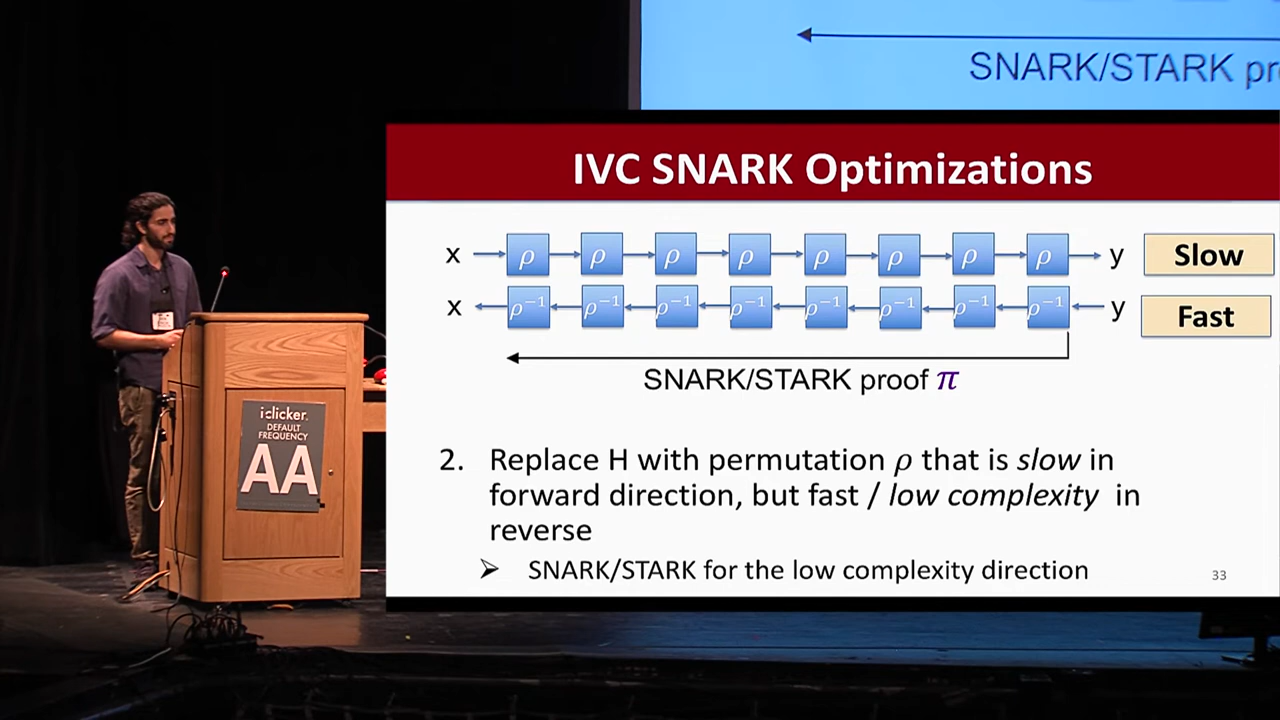 SNARK/STARK pr
IVC SNARK Optimizations
x ρ ρ ρ ρ ρ ρ ρ ρ y Slow
x ρ⁻¹ ρ⁻¹ ρ⁻¹ ρ⁻¹ ρ⁻¹ ρ⁻¹ ρ⁻¹ ρ⁻¹ y Fast
SNARK/STARK proof π
2. Replace H with permutation ρ that is slow in
forward direction, but fast / low complexity in
reverse
➢ SNARK/STARK for the low complexity direction
33
iclicker.
DEFAULT
FREQUENCY
AA